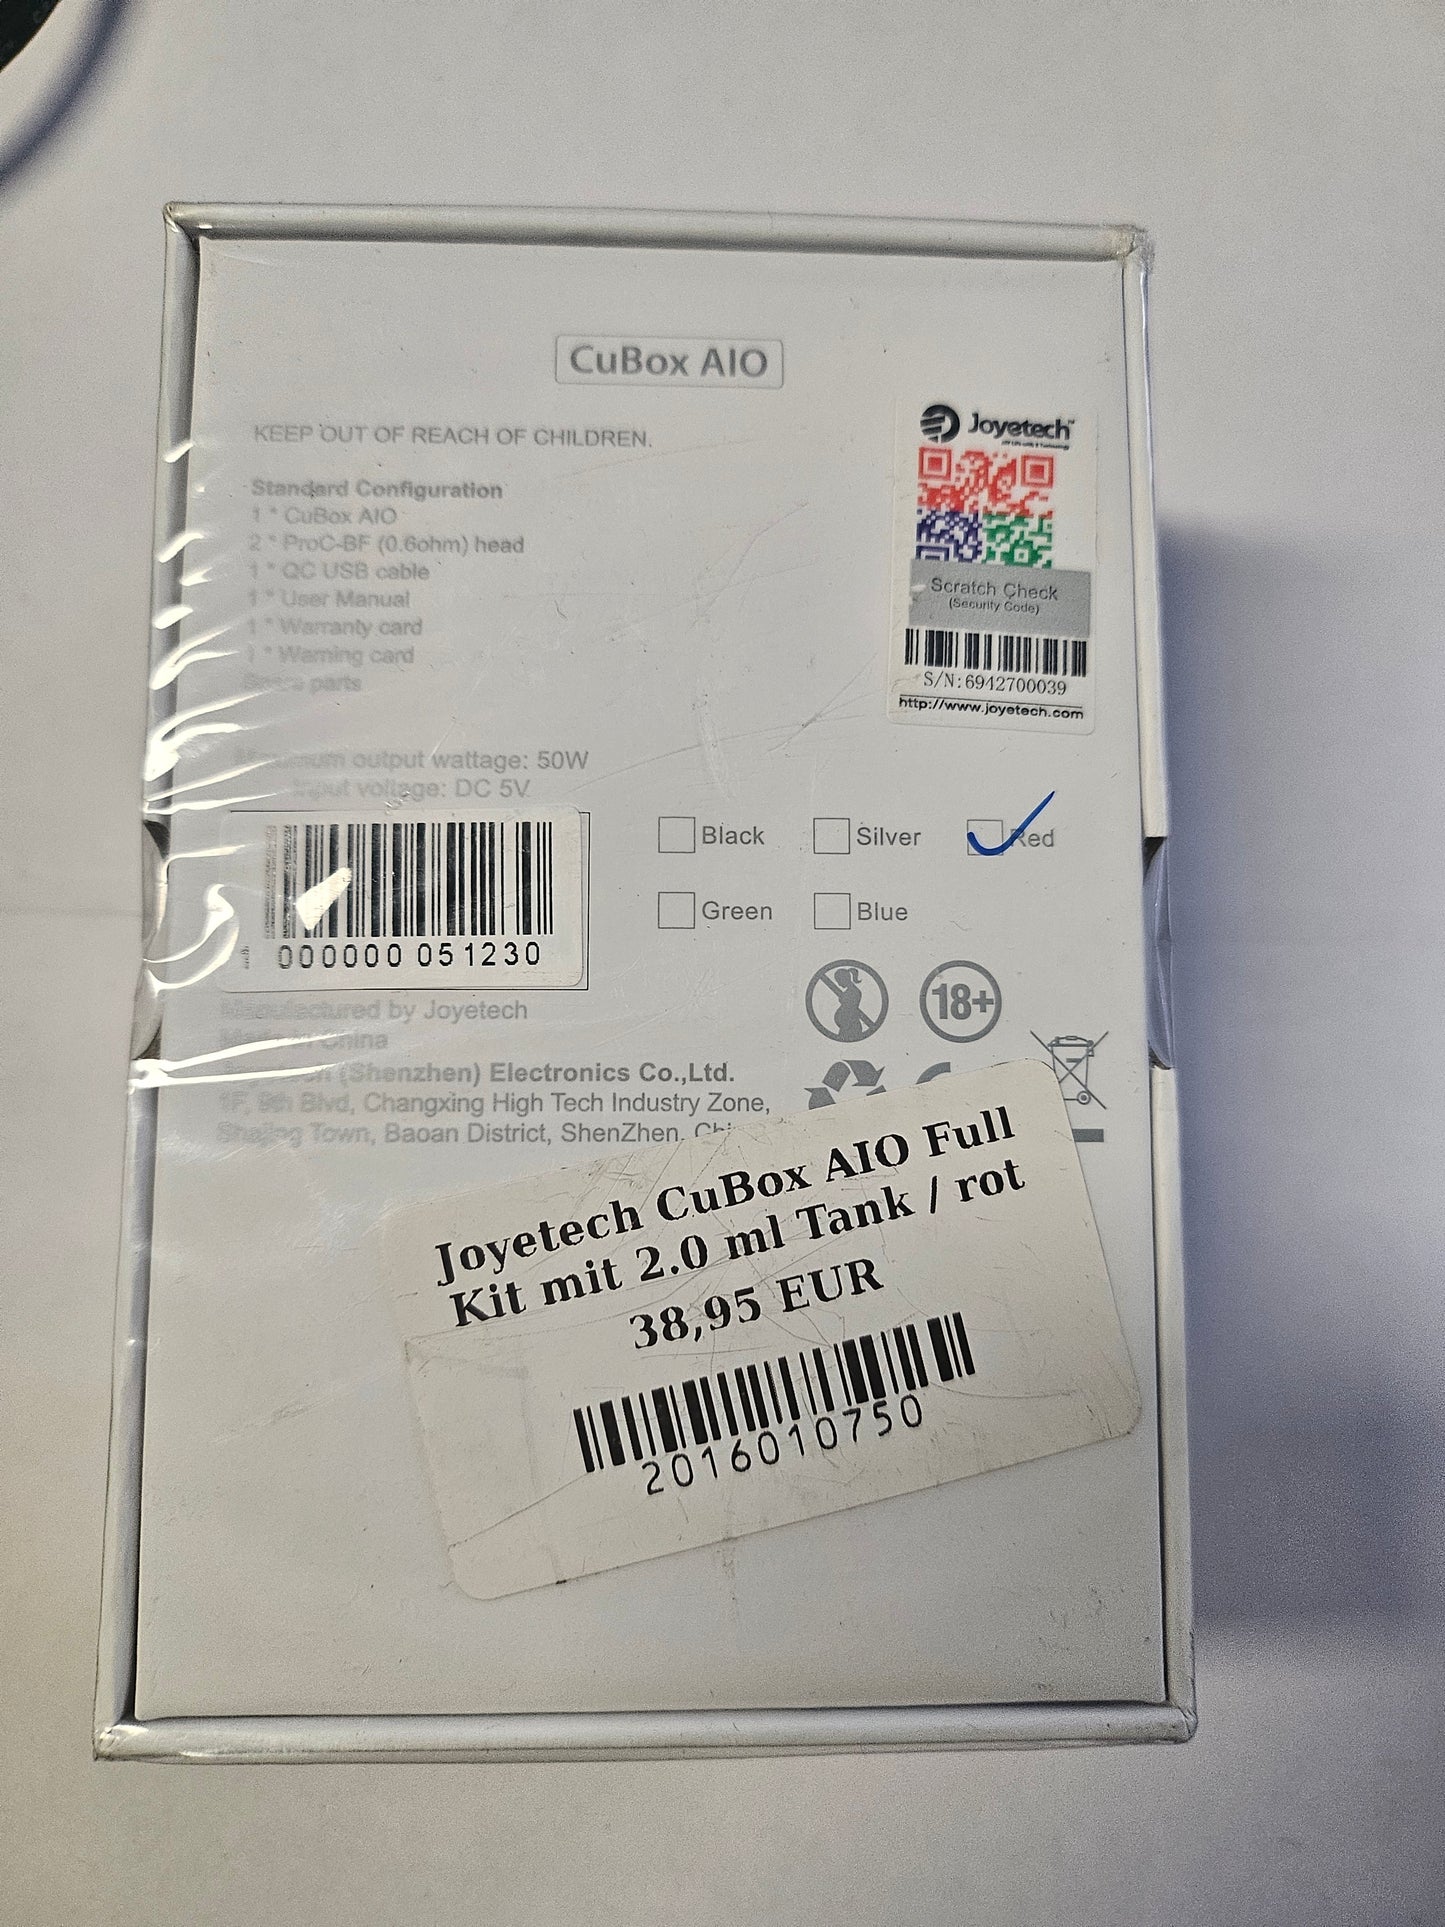 CuBox AIO
KEEP OUT OF REACH OF CHILDREN.
Standard Configuration
1 * CuBox AIO
2 * ProC-BF (0.6ohm) head
1 * QC USB cable
1 * User Manual
1 * Warranty card
1 * Warning card
Spare parts
Maximum output wattage: 50W
Input voltage: DC 5V
Joyetech™
Scratch Check
(Security Code)
S/N:6942700039
http://www.joyetech.com
Black
Silver
Red
Green
Blue
000000 051230
18+
Manufactured by Joyetech
Made in China
(Shenzhen) Electronics Co.,Ltd.
1F, 9th Blvd, Changxing High Tech Industry Zone,
Shajing Town, Baoan District, ShenZhen,
Joyetech CuBox AIO Full
Kit mit 2.0 ml Tank / rot
38,95 EUR
2016010750